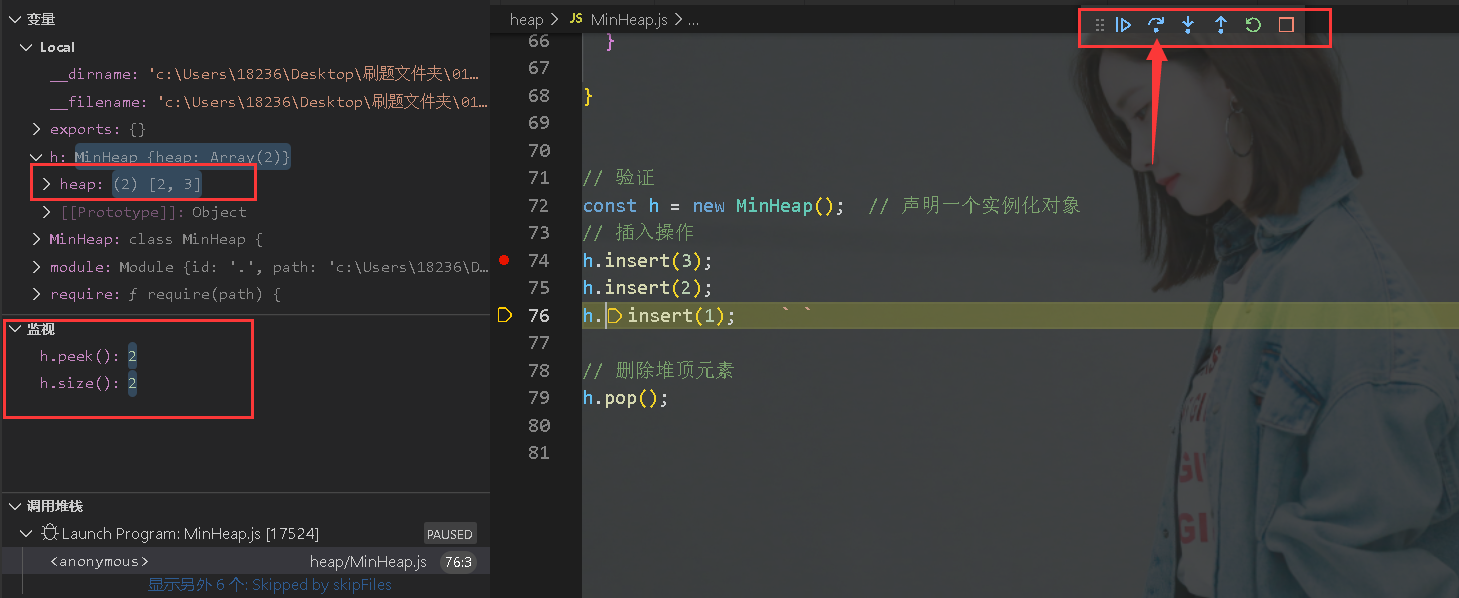 变量
Local
__dirname: 'c:\Users\18236\Desktop\刷题文件夹\01…
__filename: 'c:\Users\18236\Desktop\刷题文件夹\01…
exports: {}
h: MinHeap {heap: Array(2)}
heap: (2) [2, 3]
[[Prototype]]: Object
MinHeap: class MinHeap {
module: Module {id: '.', path: 'c:\Users\18236\D…
require: ƒ require(path) {
监视
h.peek(): 2
h.size(): 2
调用堆栈
Launch Program: MinHeap.js [17524] PAUSED
<anonymous> heap/MinHeap.js 76:3
显示另外 6 个: Skipped by skipFiles
heap > JS MinHeap.js > ...
66 }
67
68 }
69
70
71 // 验证
72 const h = new MinHeap(); // 声明一个实例化对象
73 // 插入操作
74 h.insert(3);
75 h.insert(2);
76 h.insert(1); ` `
77
78 // 删除堆顶元素
79 h.pop();
80
81